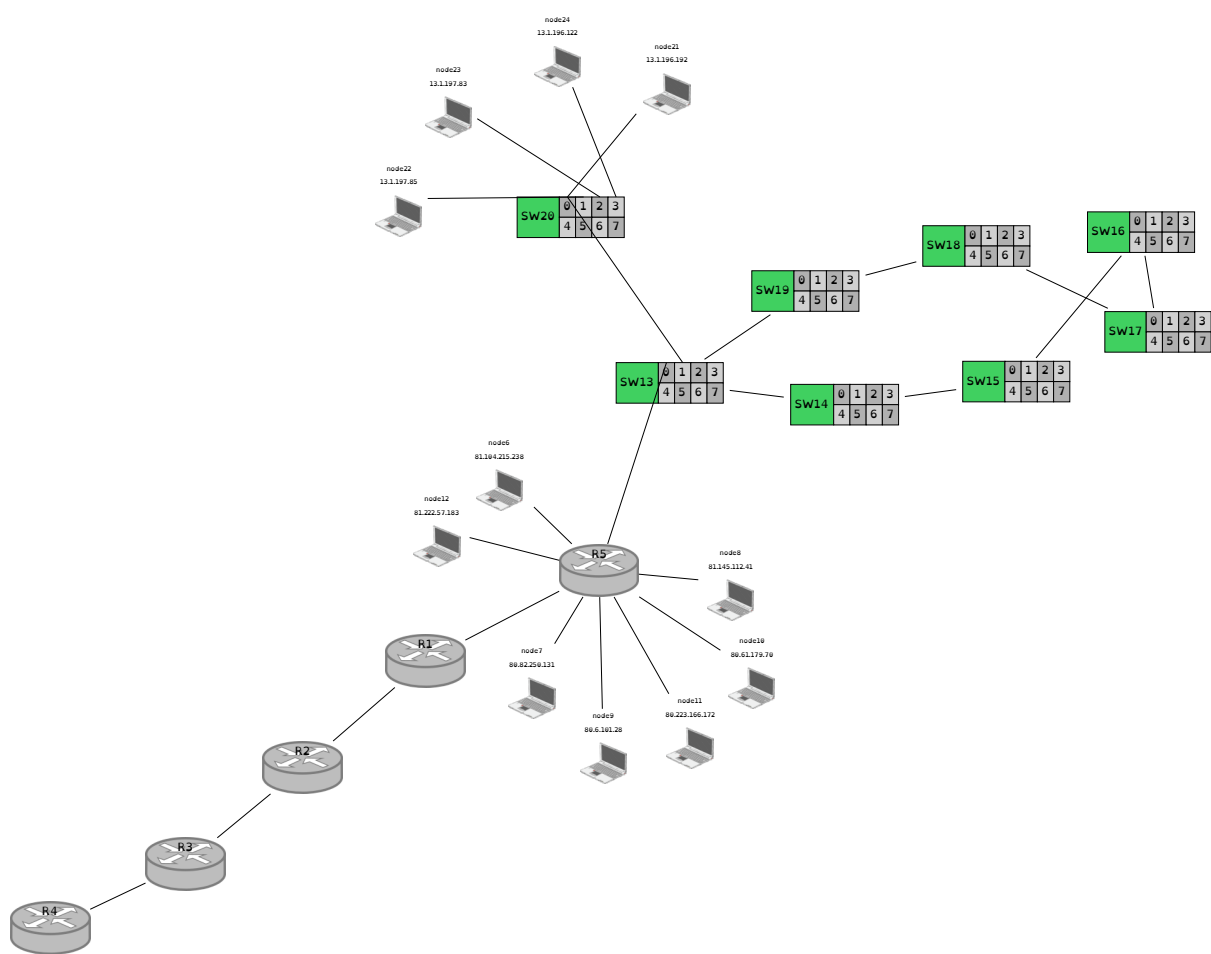 node24
13.1.196.122
node21
13.1.196.192
node23
13.1.197.83
node22
13.1.197.85
SW20
0 1 2 3
4 5 6 7
SW16
0 1 2 3
4 5 6 7
SW18
0 1 2 3
4 5 6 7
SW19
0 1 2 3
4 5 6 7
SW17
0 1 2 3
4 5 6 7
SW13
0 1 2 3
4 5 6 7
SW15
0 1 2 3
4 5 6 7
SW14
0 1 2 3
4 5 6 7
node6
81.104.215.238
node12
81.222.57.183
R5
node8
81.145.112.41
R1
node10
80.61.179.70
node7
80.82.250.131
node11
80.223.166.172
node9
80.6.101.28
R2
R3
R4